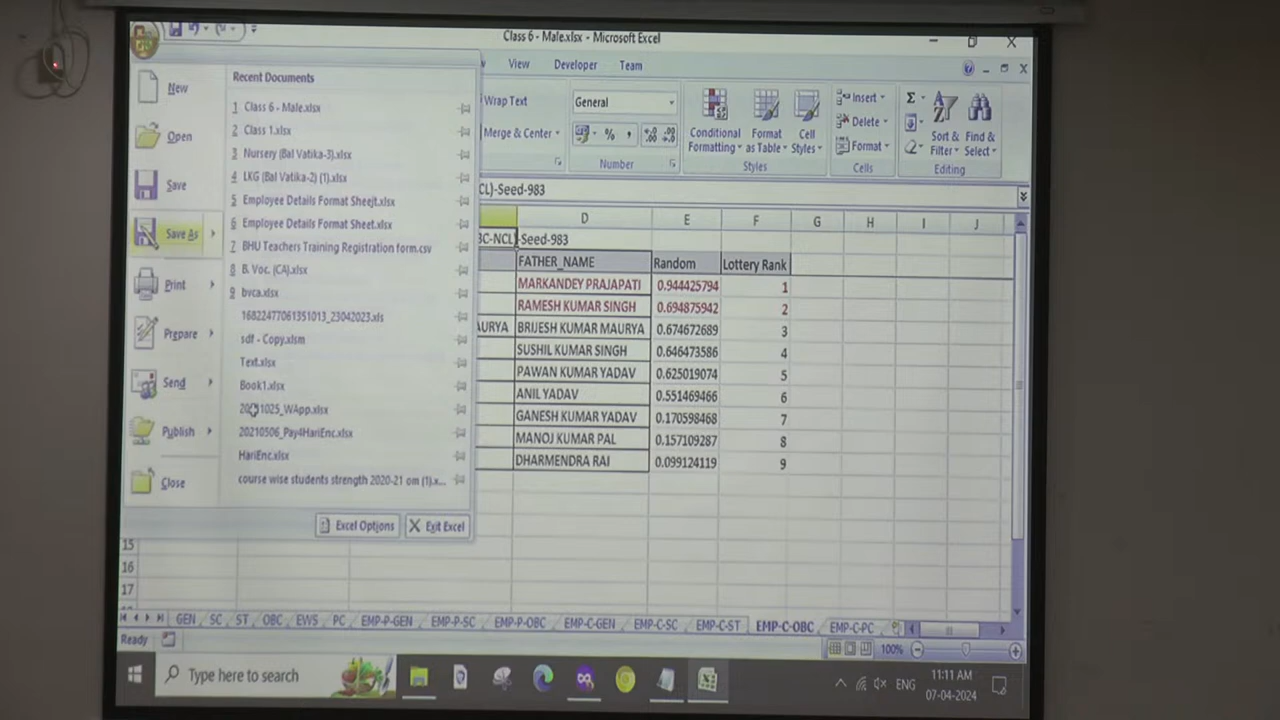 Class 6 - Male.xlsx - Microsoft Excel
View Developer Team
New
Open
Save
Save As
Print
Prepare
Send
Publish
Close
Recent Documents
1 Class 6 - Male.xlsx
2 Class 1.xlsx
3 Nursery (Bal Vatika-3).xlsx
4 LKG (Bal Vatika-2) (1).xlsx
5 Employee Details Format Sheejt.xlsx
6 Employee Details Format Sheet.xlsx
7 BHU Teachers Training Registration form.csv
8 B. Voc. (CA).xlsx
9 bvca.xlsx
16822477061351013_23042023.xls
sdf - Copy.xlsm
Text.xlsx
Book1.xlsx
1025_WApp.xlsx
20210506_Pay4HariEnc.xlsx
HariEnc.xlsx
course wise students strength 2020-21 om (1).x...
Excel Options Exit Excel
Wrap Text
Merge & Center
General
%
Number
Conditional Formatting
Format as Table
Cell Styles
Styles
Insert
Delete
Format
Cells
Σ
Sort & Filter
Find & Select
Editing
CL)-Seed-983
D E F G H I J
BC-NCL)-Seed-983
FATHER_NAME Random Lottery Rank
MARKANDEY PRAJAPATI 0.944425794 1
RAMESH KUMAR SINGH 0.694875942 2
AURYA BRIJESH KUMAR MAURYA 0.674672689 3
SUSHIL KUMAR SINGH 0.646473586 4
PAWAN KUMAR YADAV 0.625019074 5
ANIL YADAV 0.551469466 6
GANESH KUMAR YADAV 0.170598468 7
MANOJ KUMAR PAL 0.157109287 8
DHARMENDRA RAI 0.099124119 9
15
16
17
GEN SC ST OBC EWS PC EMP-P-GEN EMP-P-SC EMP-P-OBC EMP-C-GEN EMP-C-SC EMP-C-ST EMP-C-OBC EMP-C-PC
Ready 100%
Type here to search
ENG
11:11 AM
07-04-2024